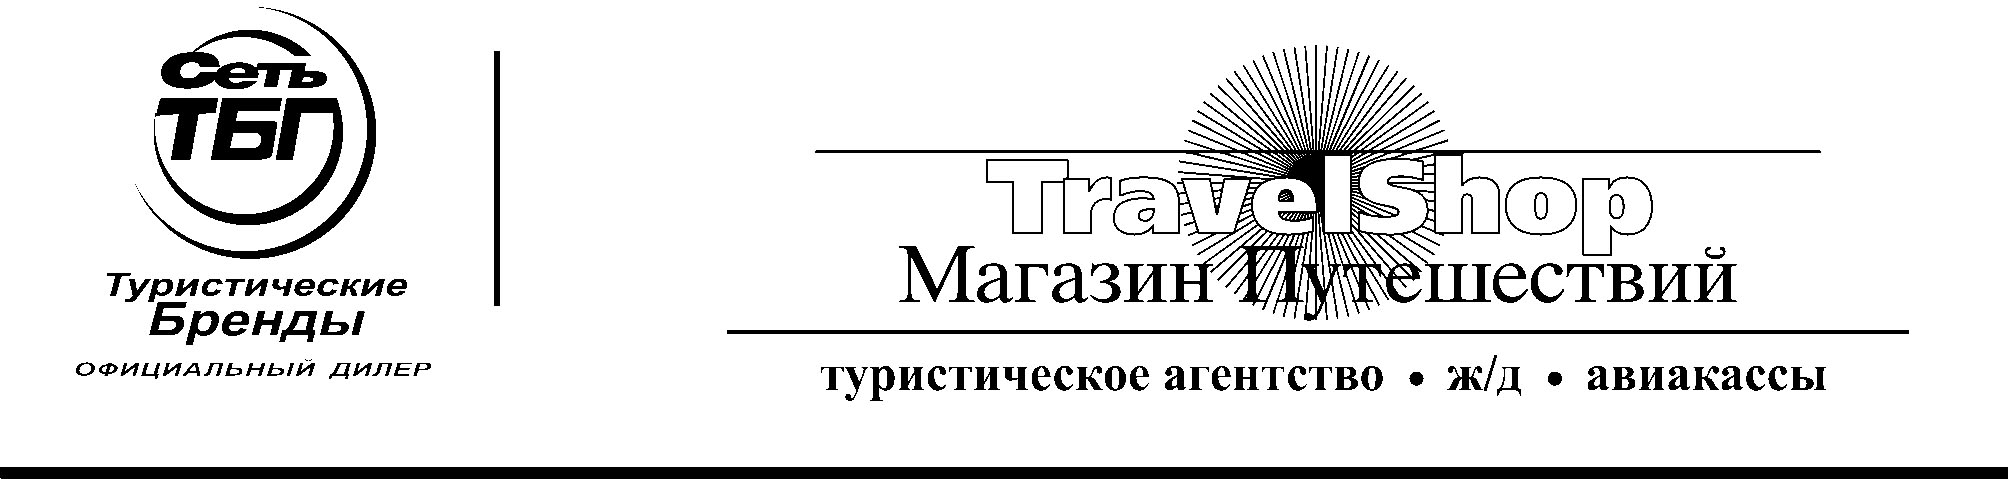 Сеть
ТБГ
Туристические
Бренды
ОФИЦИАЛЬНЫЙ ДИЛЕР
TravelShop
Магазин Путешествий
туристическое агентство • ж/д • авиакассы